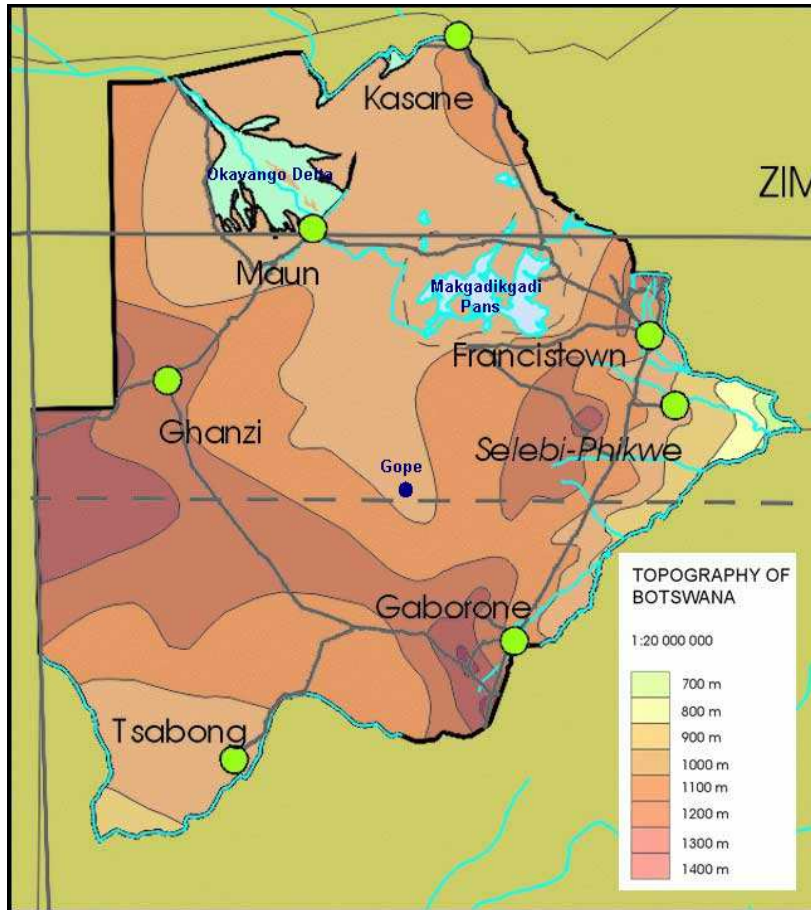 Kasane
ZIM
Okavango Delta
Maun
Makgadikgadi
Pans
Francistown
Ghanzi
Selebi-Phikwe
Gope
Gaborone
Tsabong
TOPOGRAPHY OF
BOTSWANA
1:20 000 000
700 m
800 m
900 m
1000 m
1100 m
1200 m
1300 m
1400 m